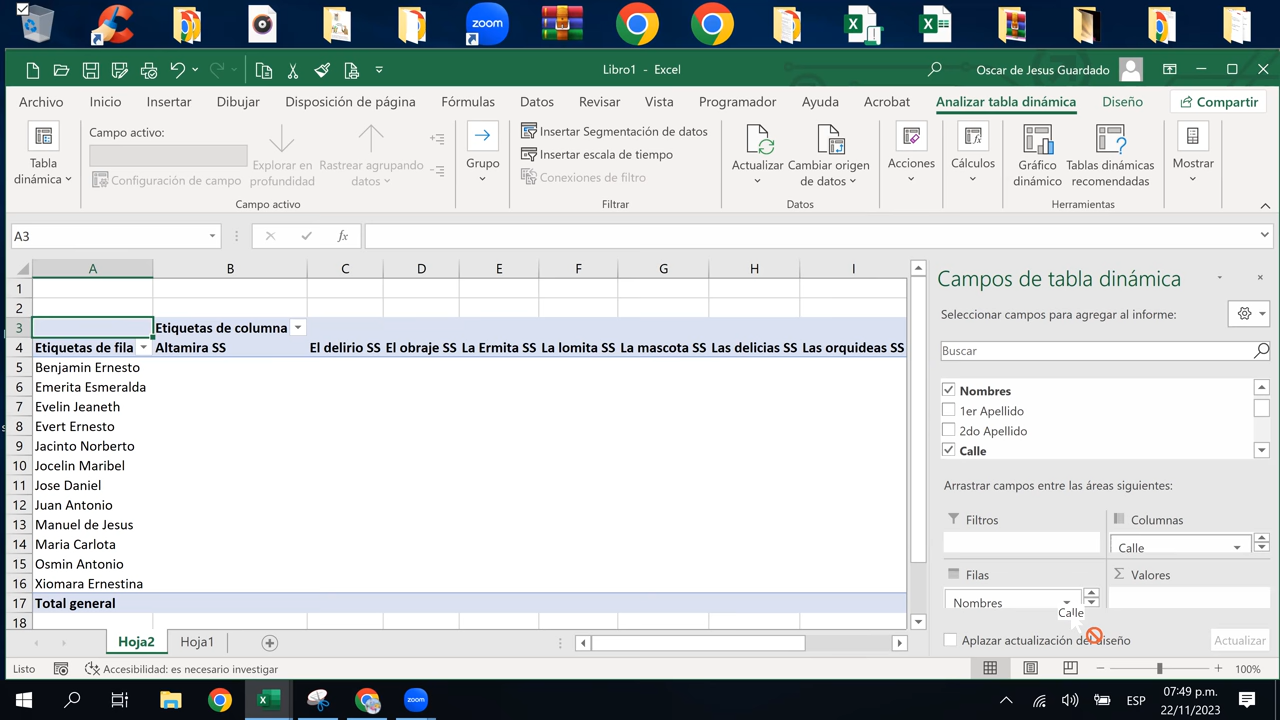 zoom
Libro1 - Excel
Oscar de Jesus Guardado
Archivo Inicio Insertar Dibujar Disposición de página Fórmulas Datos Revisar Vista Programador Ayuda Acrobat Analizar tabla dinámica Diseño Compartir
Tabla dinámica
Campo activo:
Configuración de campo
Explorar en profundidad
Rastrear agrupando datos
Campo activo
Grupo
Insertar Segmentación de datos
Insertar escala de tiempo
Conexiones de filtro
Filtrar
Actualizar
Cambiar origen de datos
Datos
Acciones
Cálculos
Gráfico dinámico
Tablas dinámicas recomendadas
Herramientas
Mostrar
A3
fx
A B C D E F G H I
1
2
3 Etiquetas de columna
4 Etiquetas de fila Altamira SS El delirio SS El obraje SS La Ermita SS La lomita SS La mascota SS Las delicias SS Las orquideas SS
5 Benjamin Ernesto
6 Emerita Esmeralda
7 Evelin Jeaneth
8 Evert Ernesto
9 Jacinto Norberto
10 Jocelin Maribel
11 Jose Daniel
12 Juan Antonio
13 Manuel de Jesus
14 Maria Carlota
15 Osmin Antonio
16 Xiomara Ernestina
17 Total general
18
Campos de tabla dinámica
Seleccionar campos para agregar al informe:
Buscar
Nombres
1er Apellido
2do Apellido
Calle
Arrastrar campos entre las áreas siguientes:
Filtros
Columnas
Calle
Filas
Σ Valores
Nombres
Calle
Aplazar actualización del diseño
Actualizar
Hoja2 Hoja1
Listo
Accesibilidad: es necesario investigar
100%
zoom
ESP
07:49 p.m.
22/11/2023